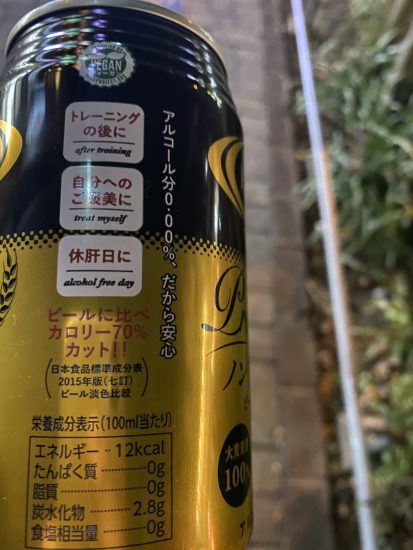 VEGAN
トレーニング
の後に
after training
自分への
ご褒美に
treat myself
休肝日に
alcohol free day
アルコール分0.00%、だから安心
ビールに比べ
カロリー70%
カット!!
(日本食品標準成分表
2015年版(七訂)
ビール淡色比較)
栄養成分表示(100ml当たり)
エネルギー‥12kcal
たんぱく質 0g
脂質 0g
炭水化物 2.8g
食塩相当量 0g
ノン
100